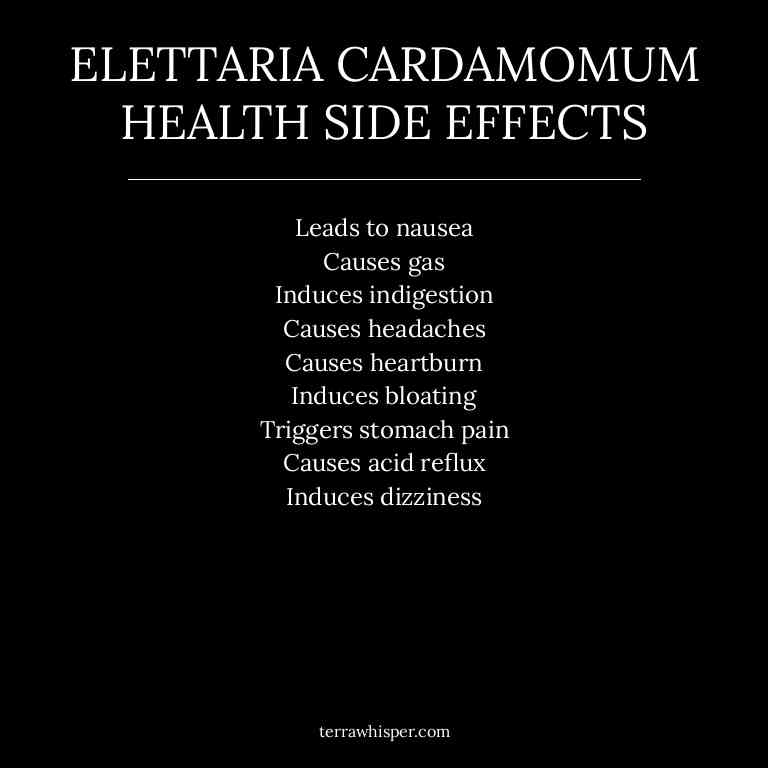 ELETTARIA CARDAMOMUM
HEALTH SIDE EFFECTS
Leads to nausea
Causes gas
Induces indigestion
Causes headaches
Causes heartburn
Induces bloating
Triggers stomach pain
Causes acid reflux
Induces dizziness
terrawhisper.com